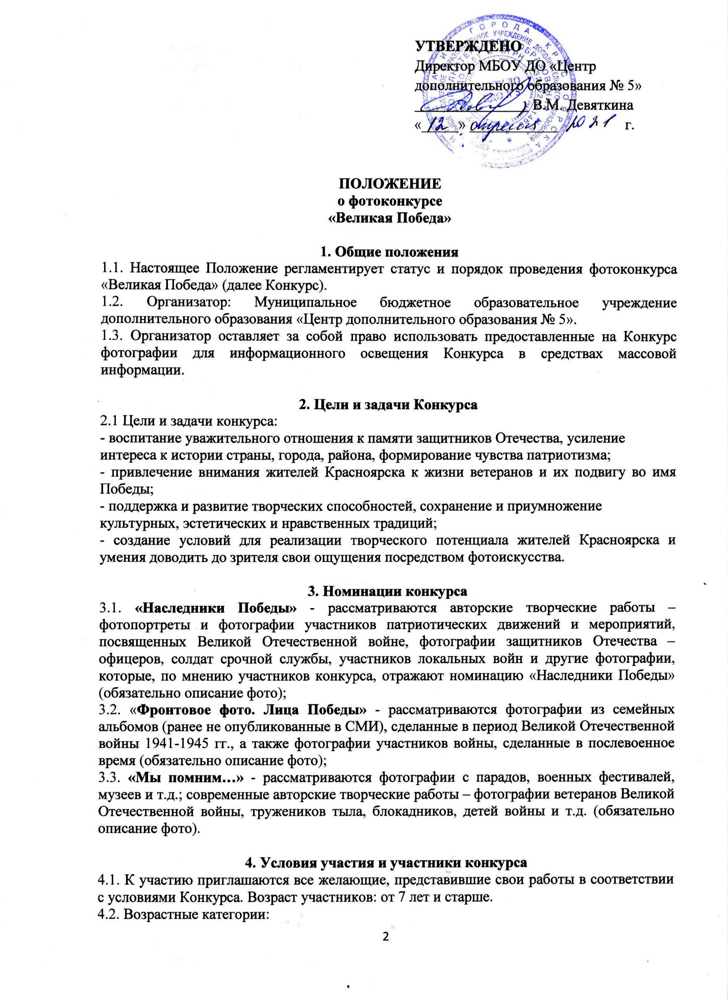 УТВЕРЖДЕНО
Директор МБОУ ДО «Центр
дополнительного образования № 5»
В.М. Девяткина
«12» апреля 2021 г.
ПОЛОЖЕНИЕ
о фотоконкурсе
«Великая Победа»
1. Общие положения
1.1. Настоящее Положение регламентирует статус и порядок проведения фотоконкурса
«Великая Победа» (далее Конкурс).
1.2. Организатор: Муниципальное бюджетное образовательное учреждение
дополнительного образования «Центр дополнительного образования № 5».
1.3. Организатор оставляет за собой право использовать предоставленные на Конкурс
фотографии для информационного освещения Конкурса в средствах массовой
информации.
2. Цели и задачи Конкурса
2.1 Цели и задачи конкурса:
- воспитание уважительного отношения к памяти защитников Отечества, усиление
интереса к истории страны, города, района, формирование чувства патриотизма;
- привлечение внимания жителей Красноярска к жизни ветеранов и их подвигу во имя
Победы;
- поддержка и развитие творческих способностей, сохранение и приумножение
культурных, эстетических и нравственных традиций;
- создание условий для реализации творческого потенциала жителей Красноярска и
умения доводить до зрителя свои ощущения посредством фотоискусства.
3. Номинации конкурса
3.1. «Наследники Победы» - рассматриваются авторские творческие работы –
фотопортреты и фотографии участников патриотических движений и мероприятий,
посвященных Великой Отечественной войне, фотографии защитников Отечества –
офицеров, солдат срочной службы, участников локальных войн и другие фотографии,
которые, по мнению участников конкурса, отражают номинацию «Наследники Победы»
(обязательно описание фото);
3.2. «Фронтовое фото. Лица Победы» - рассматриваются фотографии из семейных
альбомов (ранее не опубликованные в СМИ), сделанные в период Великой Отечественной
войны 1941-1945 гг., а также фотографии участников войны, сделанные в послевоенное
время (обязательно описание фото);
3.3. «Мы помним…» - рассматриваются фотографии с парадов, военных фестивалей,
музеев и т.д.; современные авторские творческие работы – фотографии ветеранов Великой
Отечественной войны, тружеников тыла, блокадников, детей войны и т.д. (обязательно
описание фото).
4. Условия участия и участники конкурса
4.1. К участию приглашаются все желающие, представившие свои работы в соответствии
с условиями Конкурса. Возраст участников: от 7 лет и старше.
4.2. Возрастные категории:
2